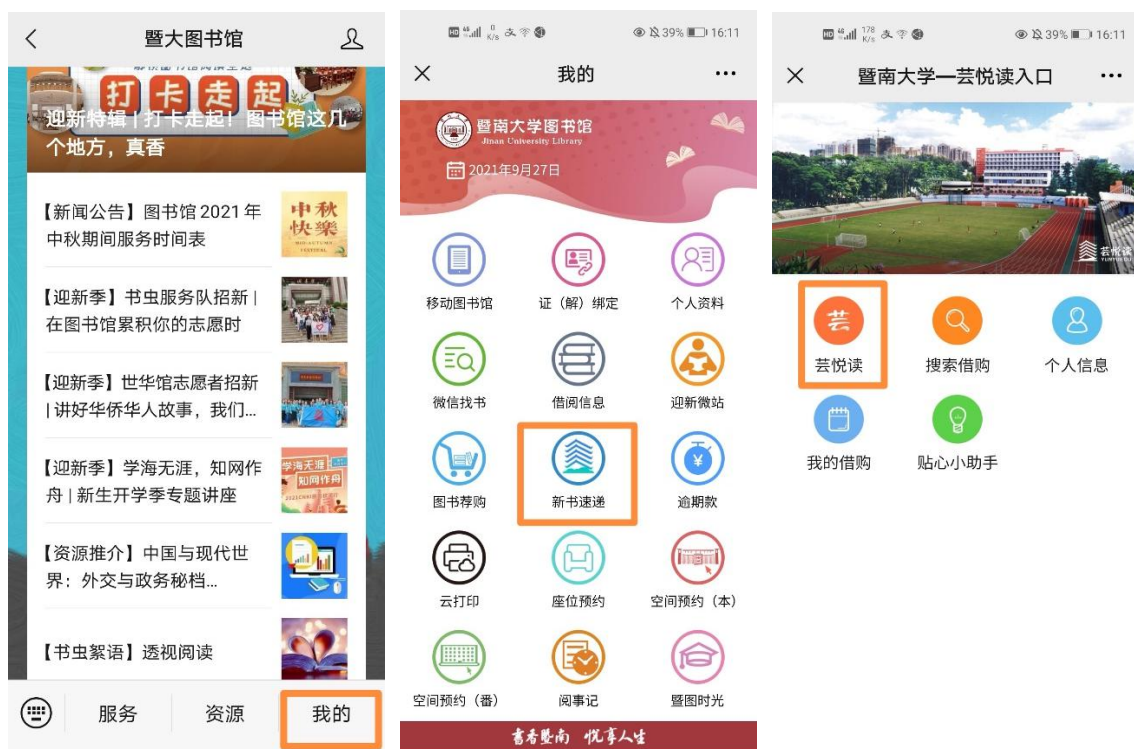 暨大图书馆
打卡走起
迎新特辑 | 打卡走起！图书馆这几
个地方，真香
【新闻公告】图书馆 2021 年
中秋期间服务时间表
中秋
快樂
【迎新季】书虫服务队招新 |
在图书馆累积你的志愿时
【迎新季】世华馆志愿者招新
| 讲好华侨华人故事，我们...
【迎新季】学海无涯，知网作
舟 | 新生开学季专题讲座
学海无涯
知网作舟
【资源推介】中国与现代世
界：外交与政务秘档...
【书虫絮语】透视阅读
服务
资源
我的
HD 46 0 K/s 39% 16:11
我的
暨南大学图书馆
Jinan University Library
2021年9月27日
移动图书馆
证（解）绑定
个人资料
微信找书
借阅信息
迎新微站
图书荐购
新书速递
逾期款
云打印
座位预约
空间预约（本）
空间预约（番）
阅事记
暨图时光
書香暨南 悦享人生
HD 46 178 K/s 39% 16:11
暨南大学—芸悦读入口
芸悦读
芸
芸悦读
搜索借购
个人信息
我的借购
贴心小助手